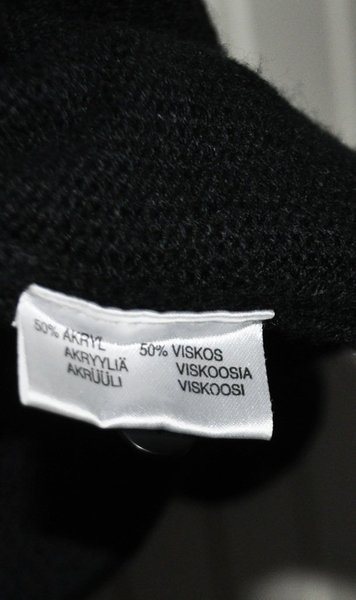 50% AKRYL 50% VISKOS
AKRYYLIÄ VISKOOSIA
AKRÜÜLI VISKOOSI